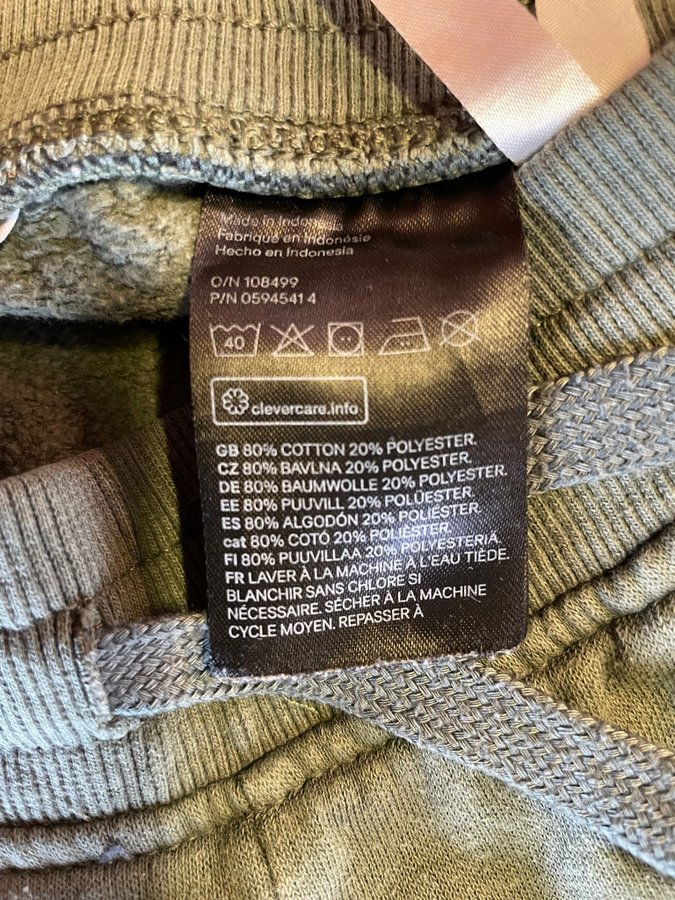 Made in Indonesia
Fabriqué en Indonésie
Hecho en Indonesia
O/N 108499
P/N 0594541 4
40
clevercare.info
GB 80% COTTON 20% POLYESTER.
CZ 80% BAVLNA 20% POLYESTER.
DE 80% BAUMWOLLE 20% POLYESTER.
EE 80% PUUVILL 20% POLÜESTER.
ES 80% ALGODÓN 20% POLIÉSTER.
cat 80% COTÓ 20% POLIÈSTER.
FI 80% PUUVILLAA 20% POLYESTERIA.
FR LAVER À LA MACHINE À L'EAU TIÈDE.
BLANCHIR SANS CHLORE SI
NÉCESSAIRE. SÉCHER À LA MACHINE
CYCLE MOYEN. REPASSER À